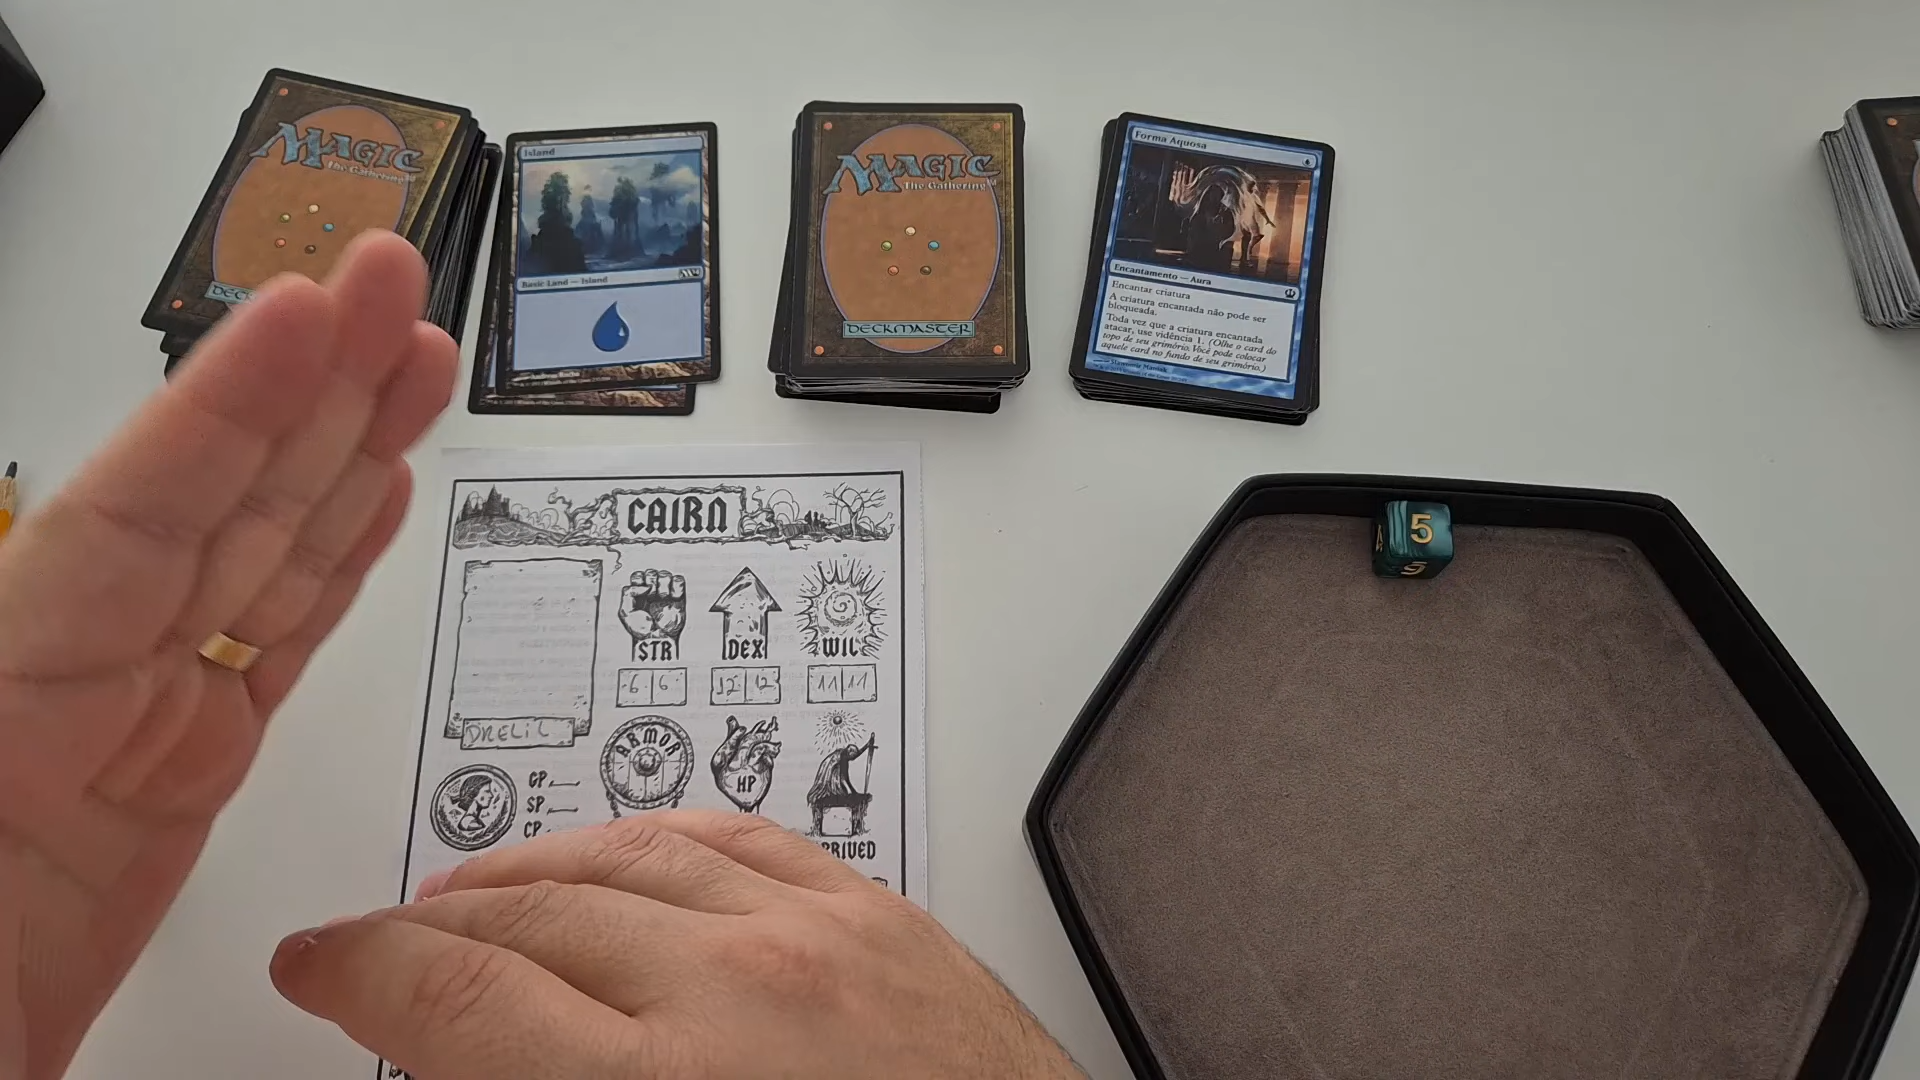 MAGIC
The Gathering
DEC
Island
Basic Land — Island
M14
MAGIC
The Gathering
DECKMASTER
Forma Aquosa
Encantamento — Aura
Encantar criatura
A criatura encantada não pode ser
bloqueada.
Toda vez que a criatura encantada
atacar, use vidência 1. (Olhe o card do
topo de seu grimório. Você pode colocar
aquele card no fundo de seu grimório.)
CAIRN
STR
DEX
WIL
6 6
12 12
11 11
DRELIL
ARMOR
HP
GP
SP
CP
PRIVED
5
5